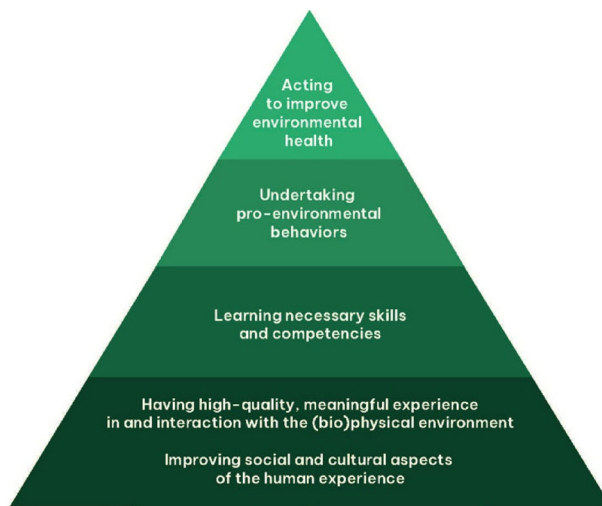 Acting
to improve
environmental
health
Undertaking
pro-environmental
behaviors
Learning necessary skills
and competencies
Having high-quality, meaningful experience
in and interaction with the (bio)physical environment
Improving social and cultural aspects
of the human experience